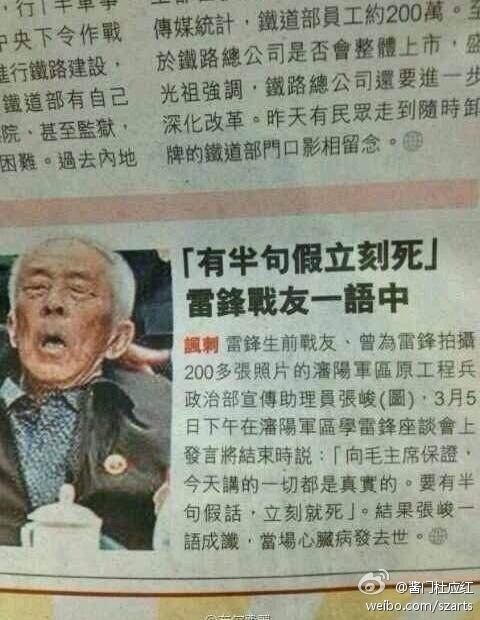 行「半軍事
中央下令作戰
進行鐵路建設，
鐵道部有自己
院、甚至監獄，
困難。過去內地
傳媒統計，鐵道部員工約200萬。至
於鐵路總公司是否會整體上市，盛
光祖強調，鐵路總公司還要進一步
深化改革。昨天有民眾走到隨時卸
牌的鐵道部門口影相留念。
「有半句假立刻死」
雷鋒戰友一語中
諷刺 雷鋒生前戰友、曾為雷鋒拍攝
200多張照片的瀋陽軍區原工程兵
政治部宣傳助理員張峻(圖)，3月5
日下午在瀋陽軍區學雷鋒座談會上
發言將結束時說：「向毛主席保證，
今天講的一切都是真實的。要有半
句假話，立刻就死」。結果張峻一
語成讖，當場心臟病發去世。
@酱门杜应红
weibo.com/szarts